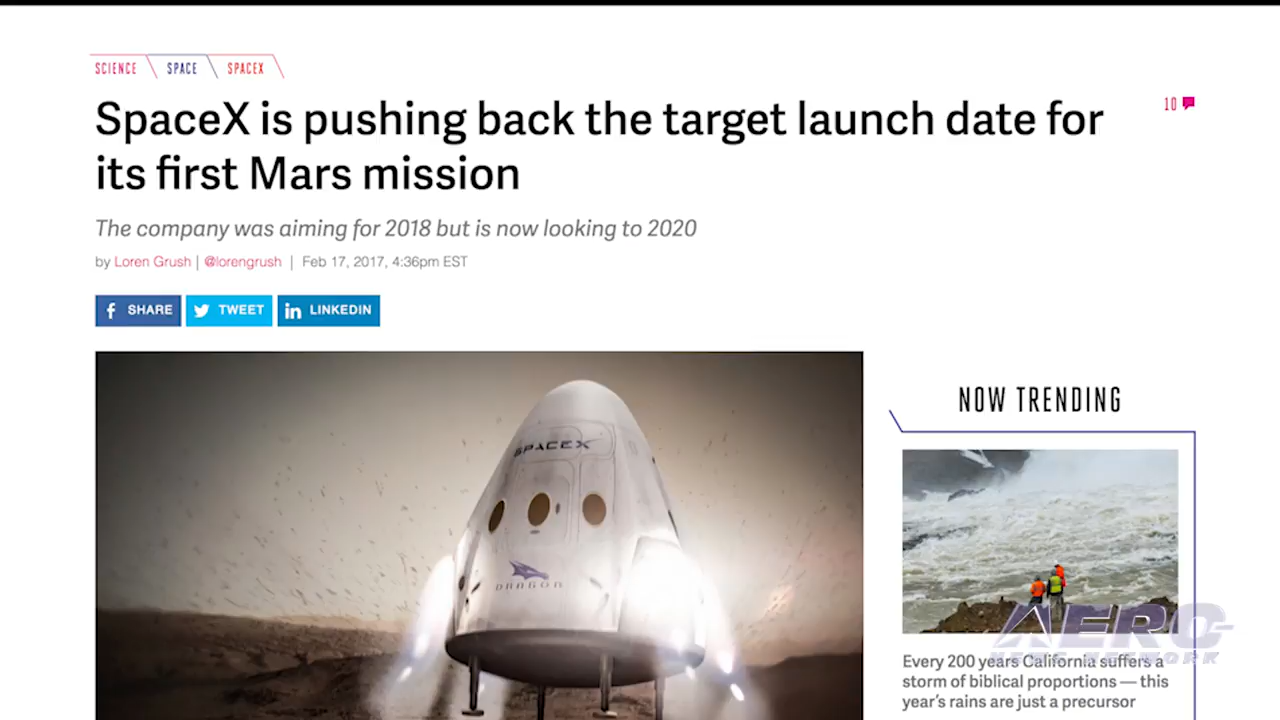 SCIENCE SPACE SPACEX
SpaceX is pushing back the target launch date for
its first Mars mission
10
The company was aiming for 2018 but is now looking to 2020
by Loren Grush | @lorengrush | Feb 17, 2017, 4:36pm EST
SHARE TWEET LINKEDIN
SPACEX
DRAGON
NOW TRENDING
AERO
NEWS NETWORK
Every 200 years California suffers a
storm of biblical proportions — this
year's rains are just a precursor